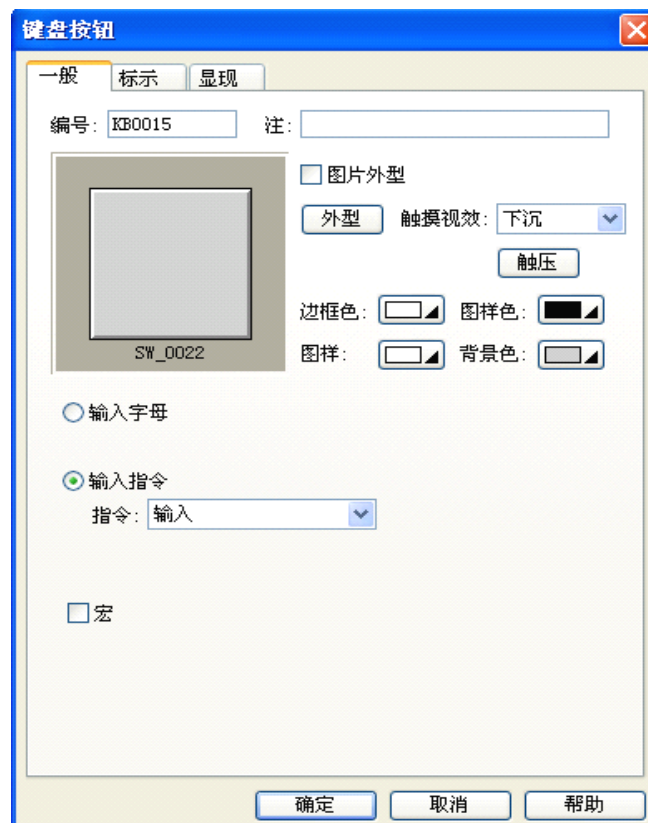 键盘按钮
一般 标示 显现
编号: KB0015 注:
图片外型
外型 触摸视效: 下沉
触压
边框色: 图样色:
SW_0022 图样: 背景色:
输入字母
输入指令
指令: 输入
宏
确定 取消 帮助